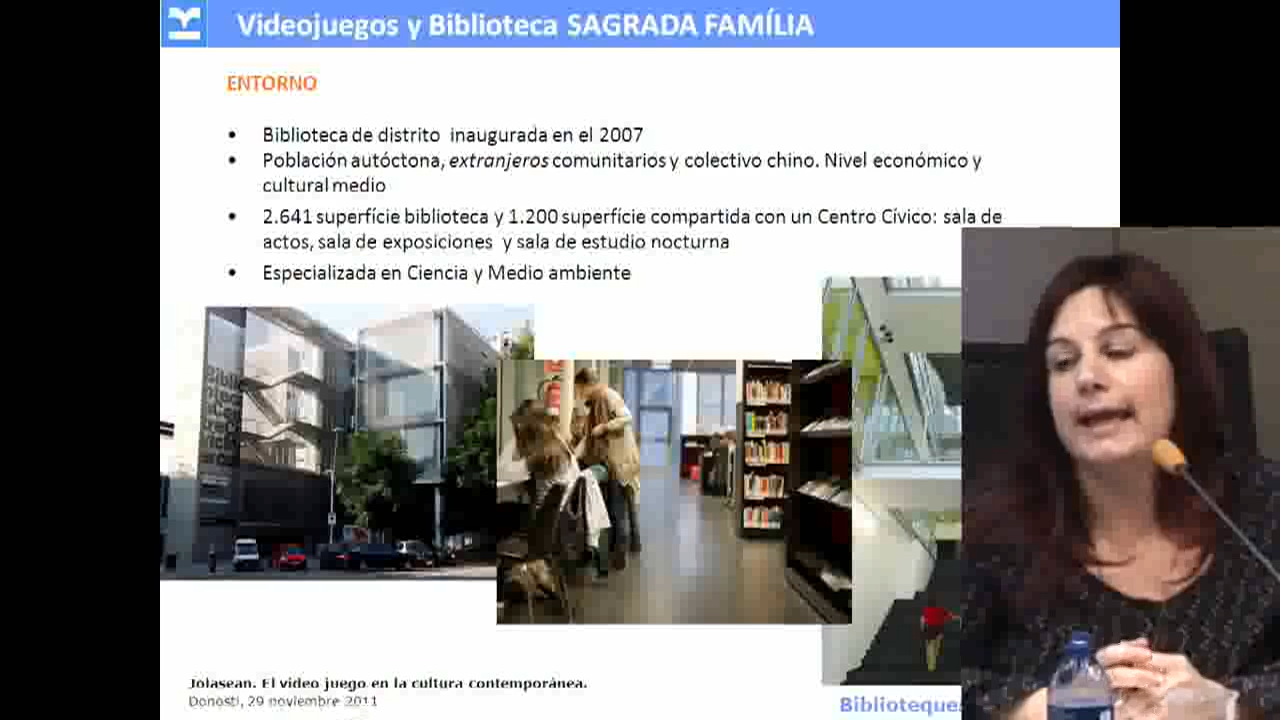 Videojuegos y Biblioteca SAGRADA FAMÍLIA
ENTORNO
• Biblioteca de distrito inaugurada en el 2007
• Población autóctona, extranjeros comunitarios y colectivo chino. Nivel económico y
cultural medio
• 2.641 superfície biblioteca y 1.200 superfície compartida con un Centro Cívico: sala de
actos, sala de exposiciones y sala de estudio nocturna
• Especializada en Ciencia y Medio ambiente
Jolasean. El video juego en la cultura contemporánea.
Donosti, 29 noviembre 2011
Biblioteques